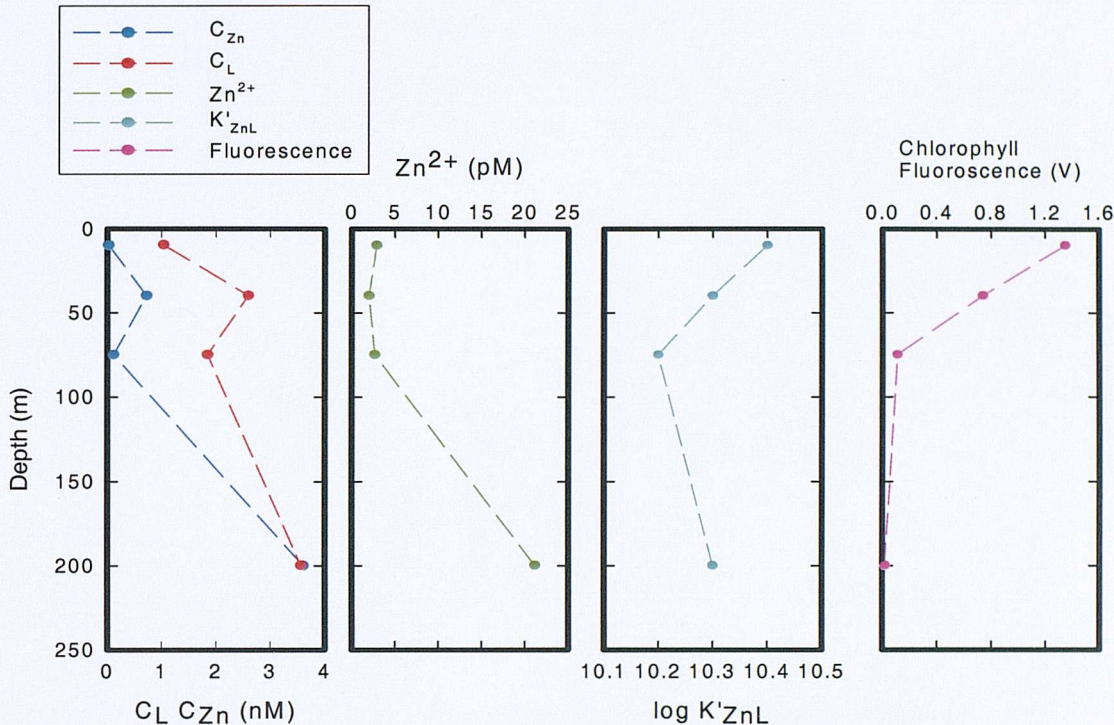 C_Zn
C_L
Zn²⁺
K'_ZnL
Fluorescence
Zn²⁺ (pM)
Chlorophyll
Fluoroscence (V)
0 5 10 15 20 25
0.0 0.4 0.8 1.2 1.6
0
50
100
150
200
250
Depth (m)
0 1 2 3 4
10.1 10.2 10.3 10.4 10.5
C_L C_Zn (nM)
log K'_ZnL